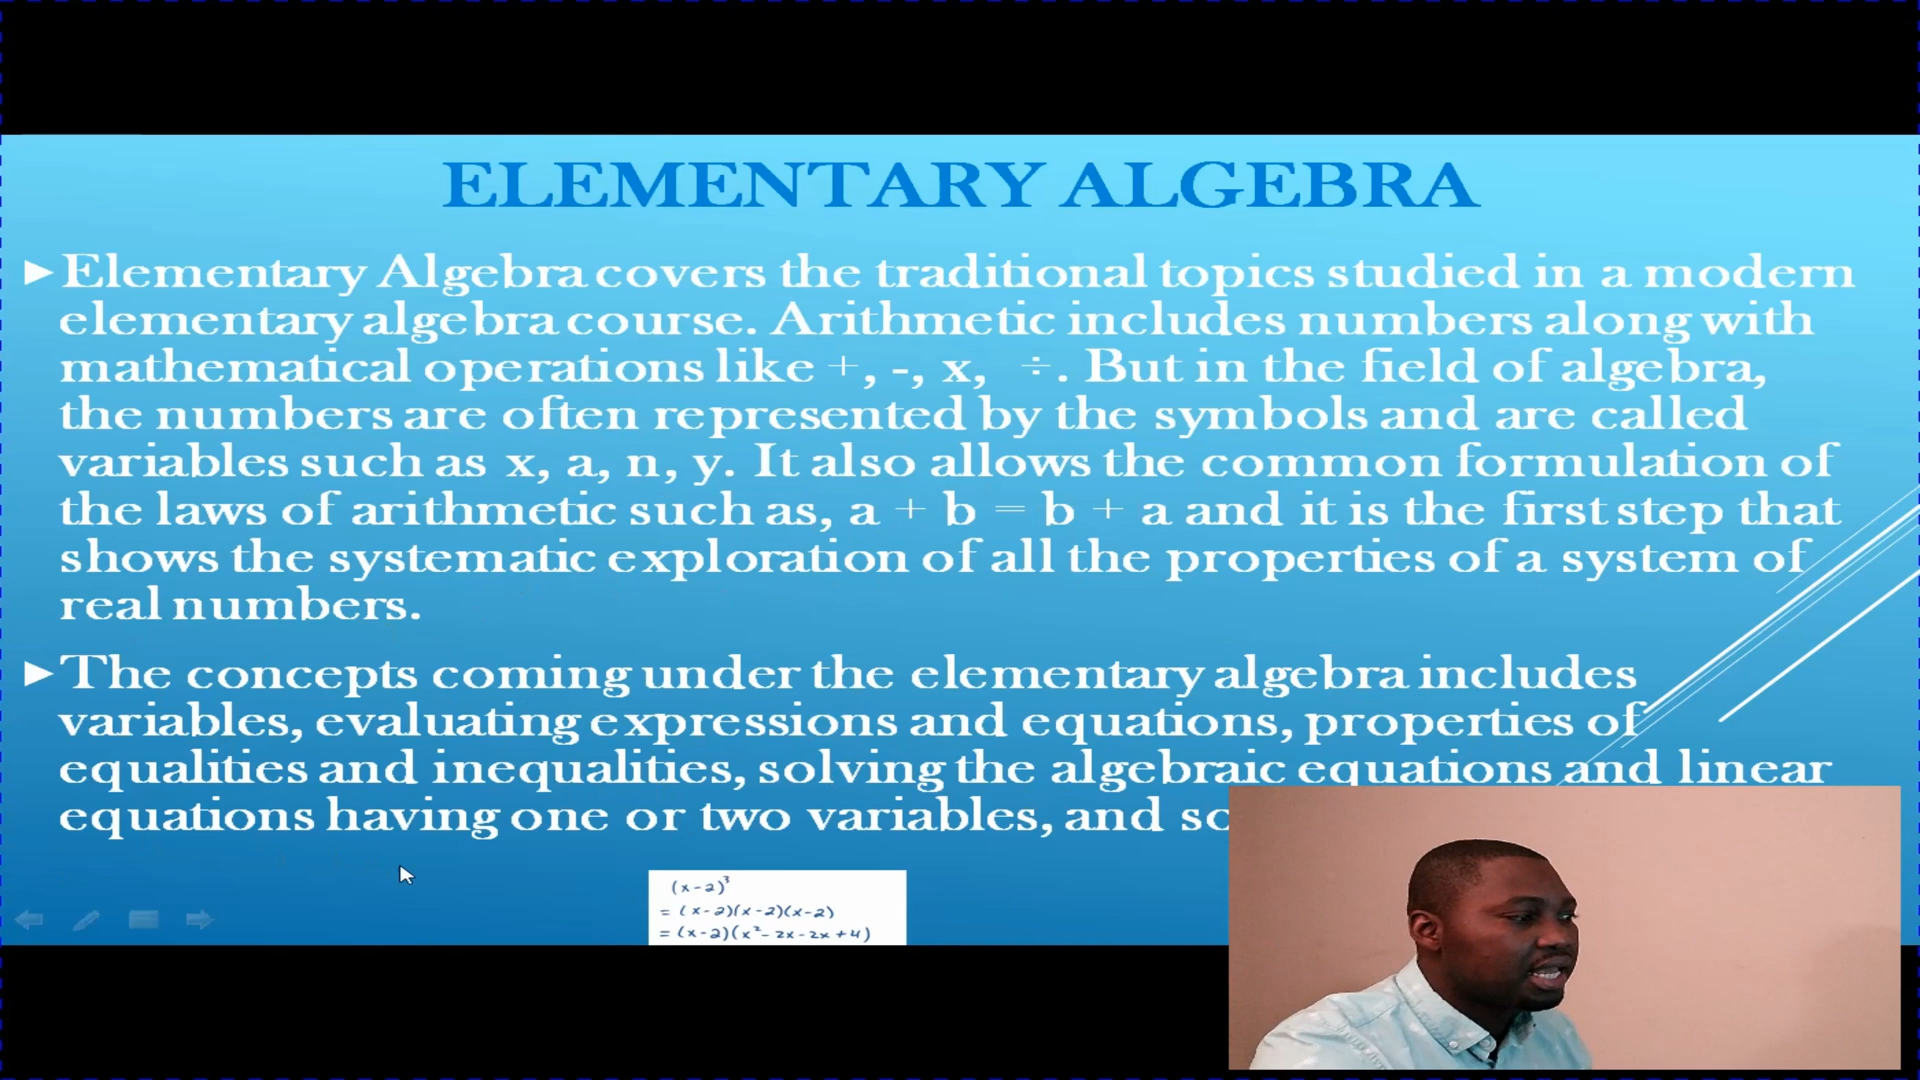 ELEMENTARY ALGEBRA
►Elementary Algebra covers the traditional topics studied in a modern
elementary algebra course. Arithmetic includes numbers along with
mathematical operations like +, -, x, ÷. But in the field of algebra,
the numbers are often represented by the symbols and are called
variables such as x, a, n, y. It also allows the common formulation of
the laws of arithmetic such as, a + b = b + a and it is the first step that
shows the systematic exploration of all the properties of a system of
real numbers.
►The concepts coming under the elementary algebra includes
variables, evaluating expressions and equations, properties of
equalities and inequalities, solving the algebraic equations and linear
equations having one or two variables, and so
(x-2)³
= (x-2)(x-2)(x-2)
= (x-2)(x²-2x-2x+4)